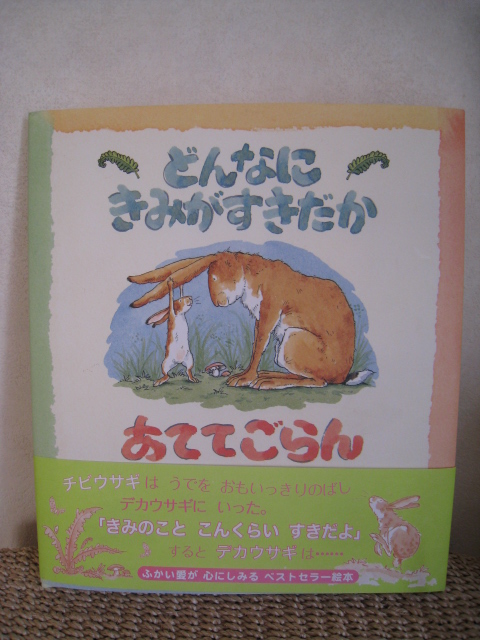 どんなに
きみがすきだか
あててごらん
チビウサギは うでを おもいっきりのばし
デカウサギに いった。
「きみのこと こんくらい すきだよ」
すると デカウサギは……
ふかい愛が 心にしみる ベストセラー絵本